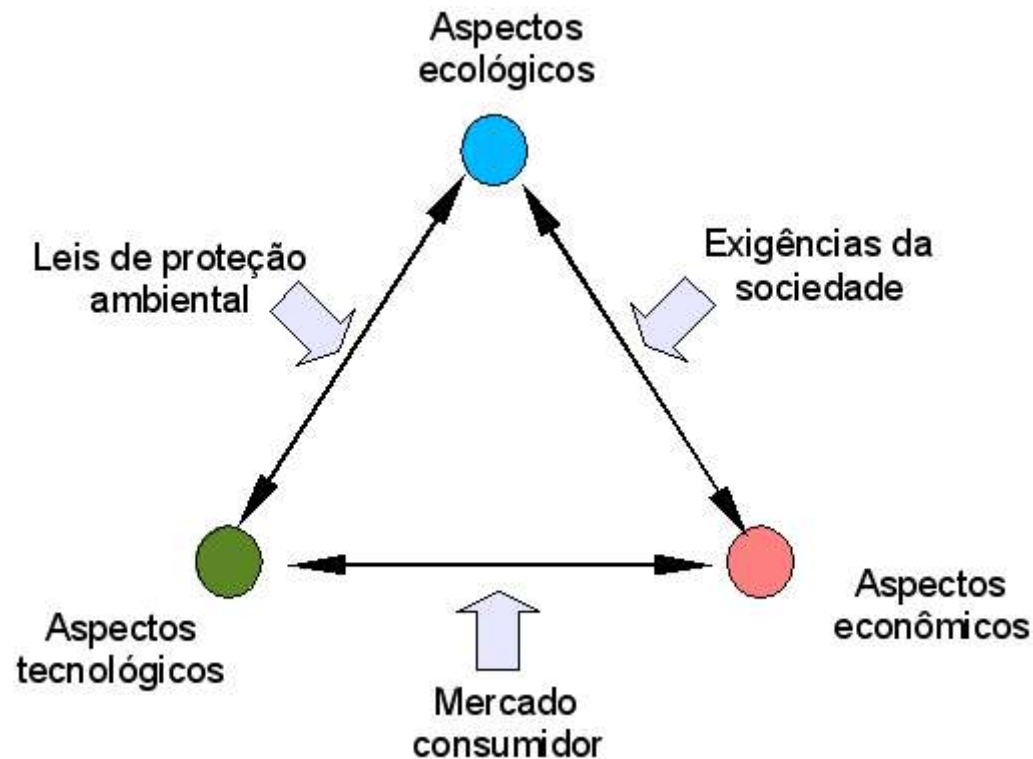 Aspectos
ecológicos
Leis de proteção
ambiental
Exigências da
sociedade
Aspectos
tecnológicos
Aspectos
econômicos
Mercado
consumidor